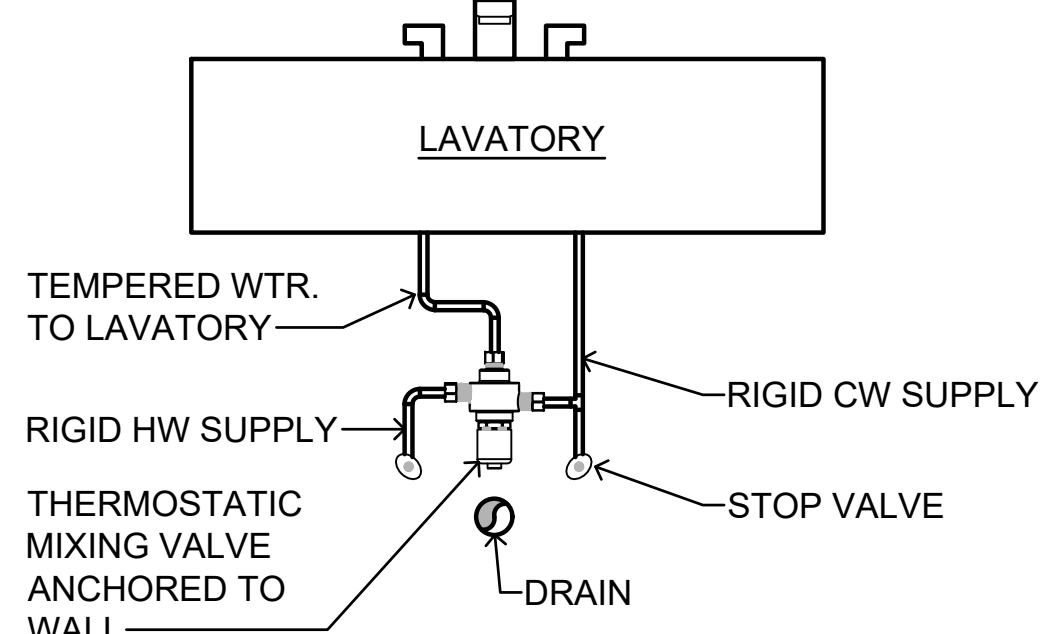 LAVATORY
TEMPERED WTR.
TO LAVATORY
RIGID CW SUPPLY
RIGID HW SUPPLY
THERMOSTATIC
MIXING VALVE
ANCHORED TO
WALL
STOP VALVE
DRAIN